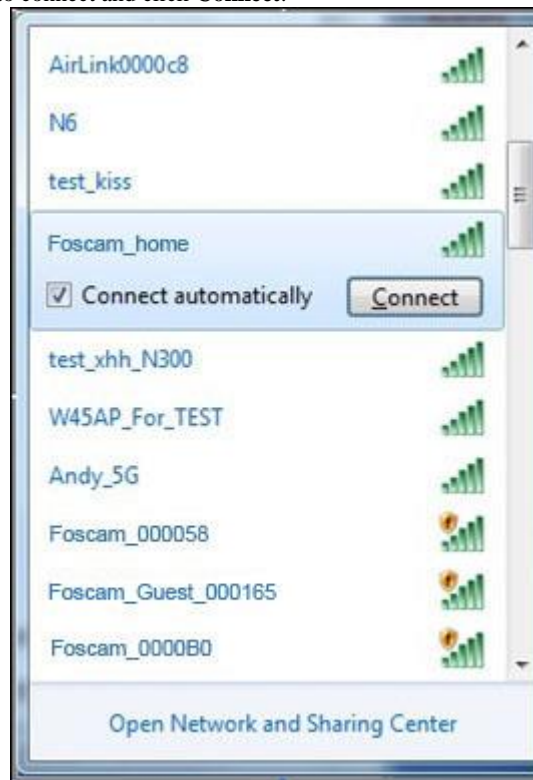 AirLink0000c8
N6
test_kiss
Foscam_home
Connect automatically Connect
test_xhh_N300
W45AP_For_TEST
Andy_5G
Foscam_000058
Foscam_Guest_000165
Foscam_0000B0
Open Network and Sharing Center